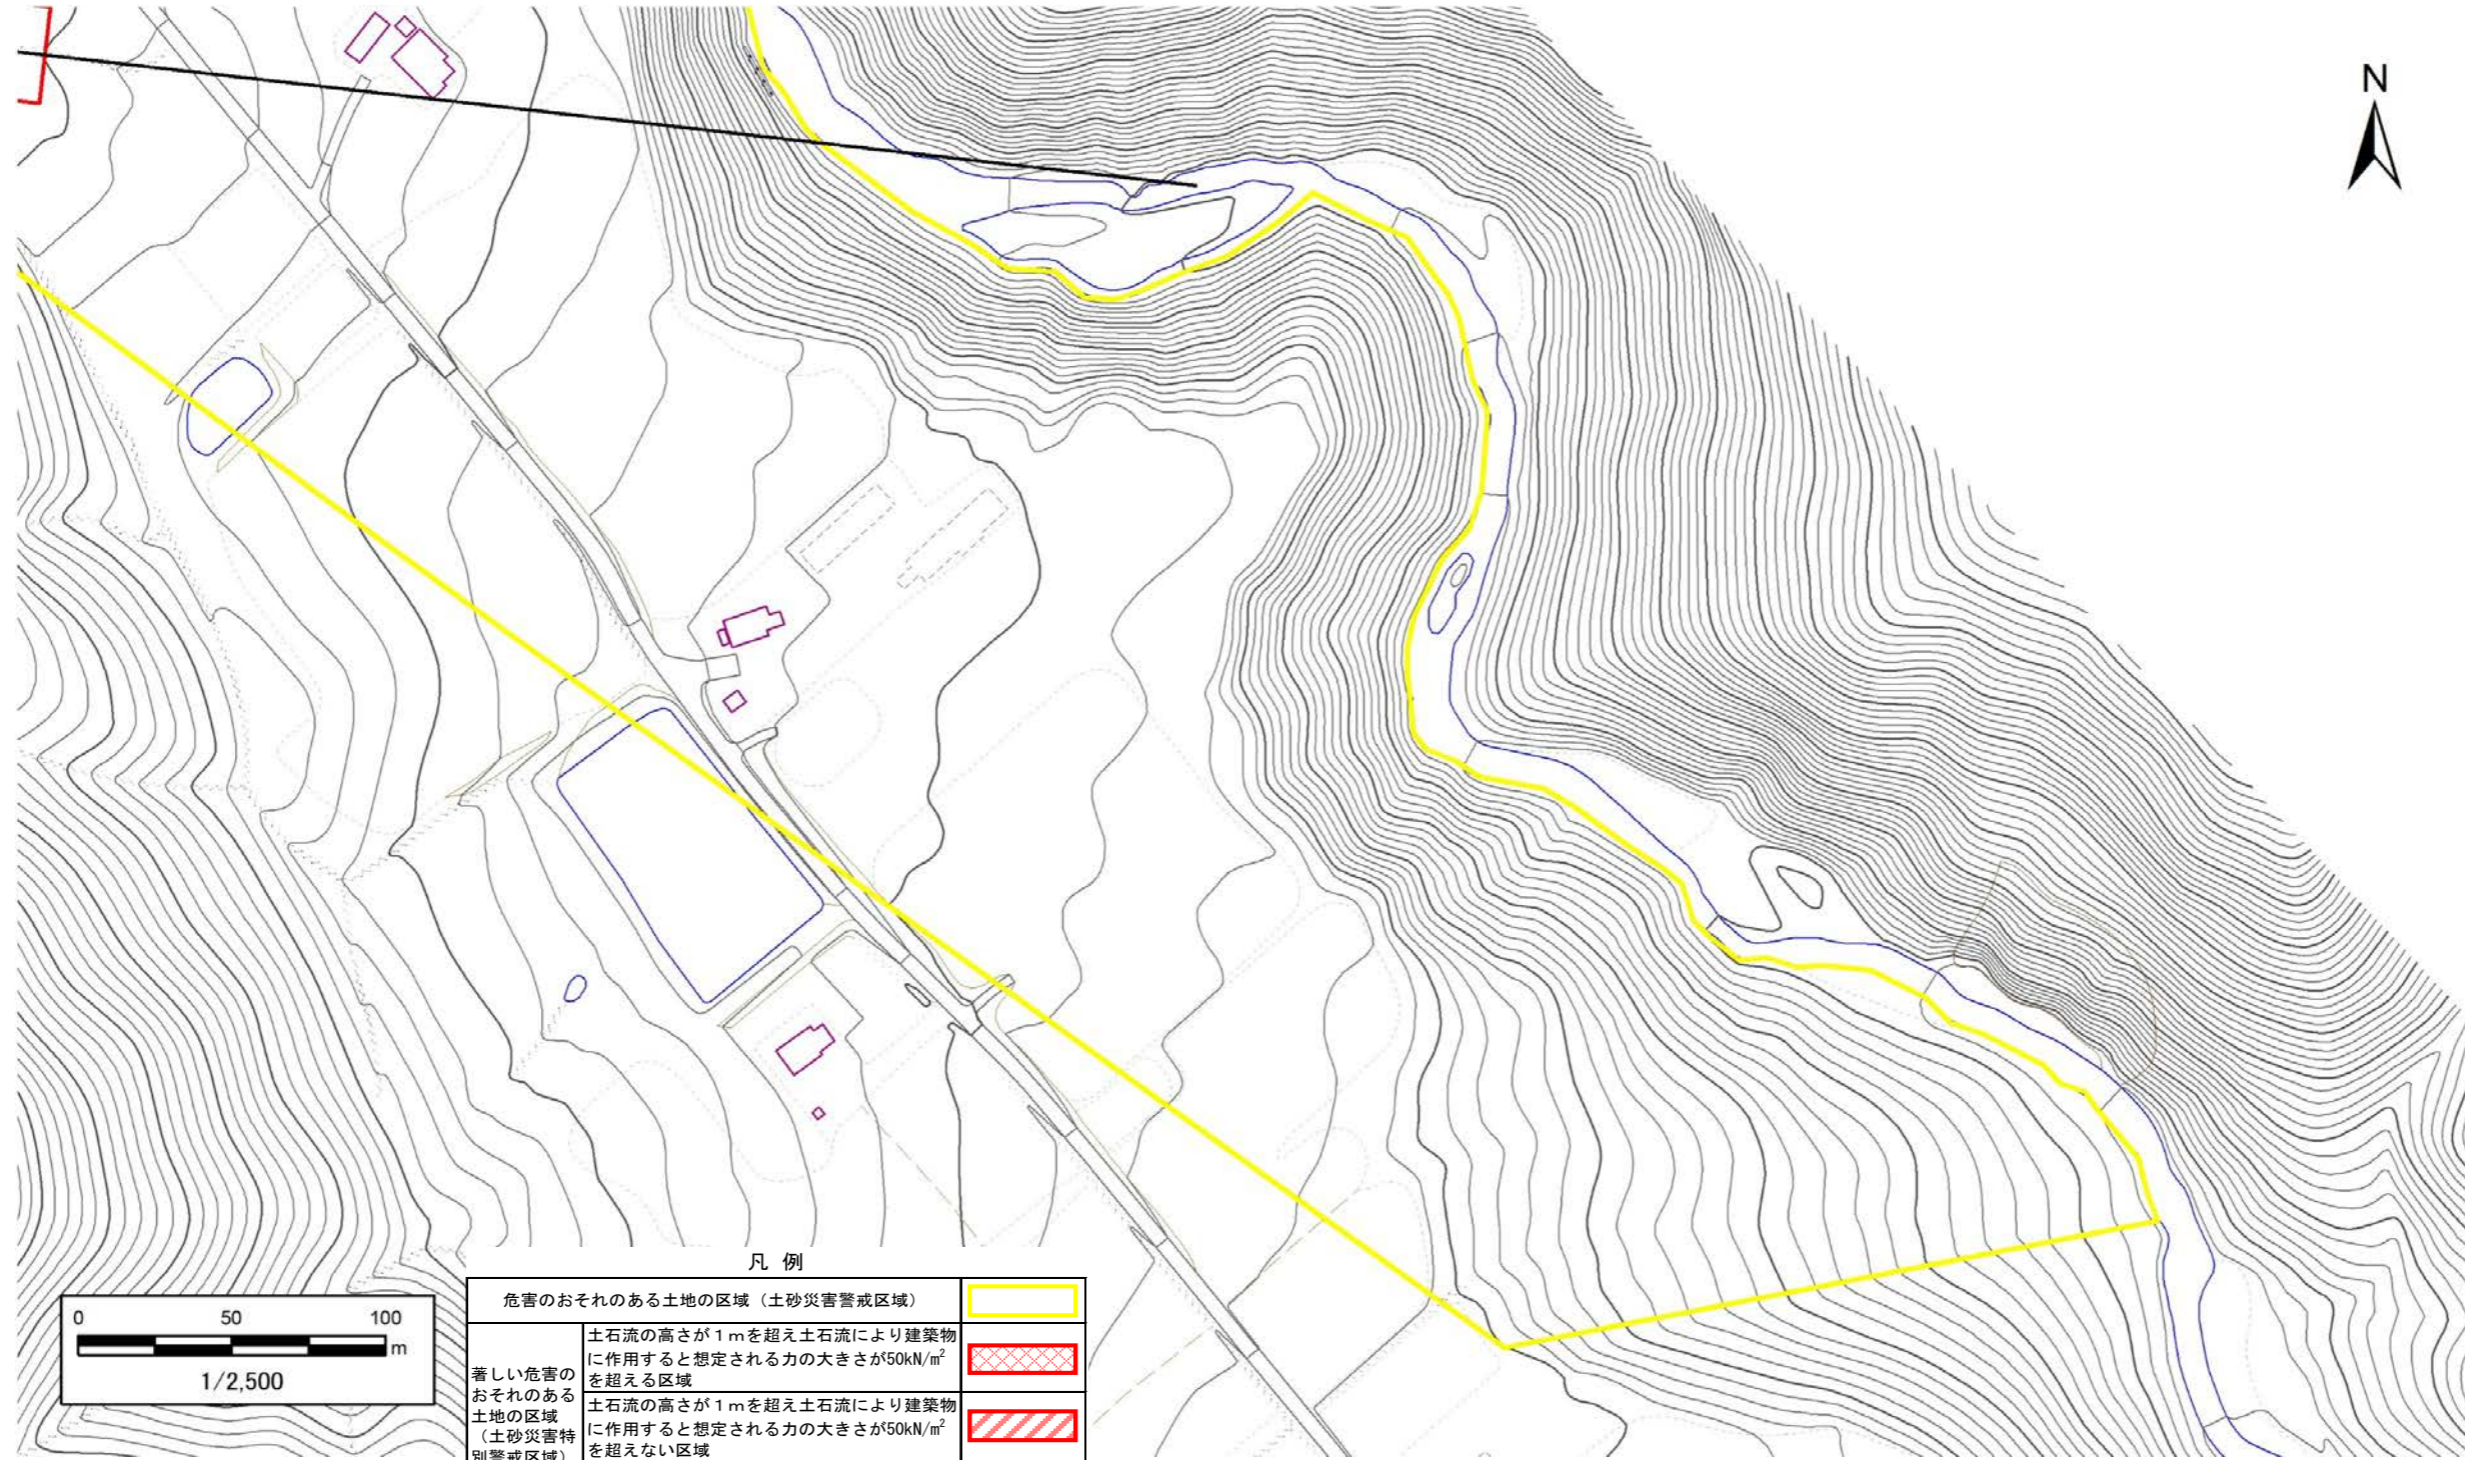 N
凡 例
危害のおそれのある土地の区域（土砂災害警戒区域）
著しい危害の
おそれのある
土地の区域
（土砂災害特
別警戒区域）
土石流の高さが１ｍを超え土石流により建築物
に作用すると想定される力の大きさが50kN/m²
を超える区域
土石流の高さが１ｍを超え土石流により建築物
に作用すると想定される力の大きさが50kN/m²
を超えない区域
0 50 100
m
1/2,500